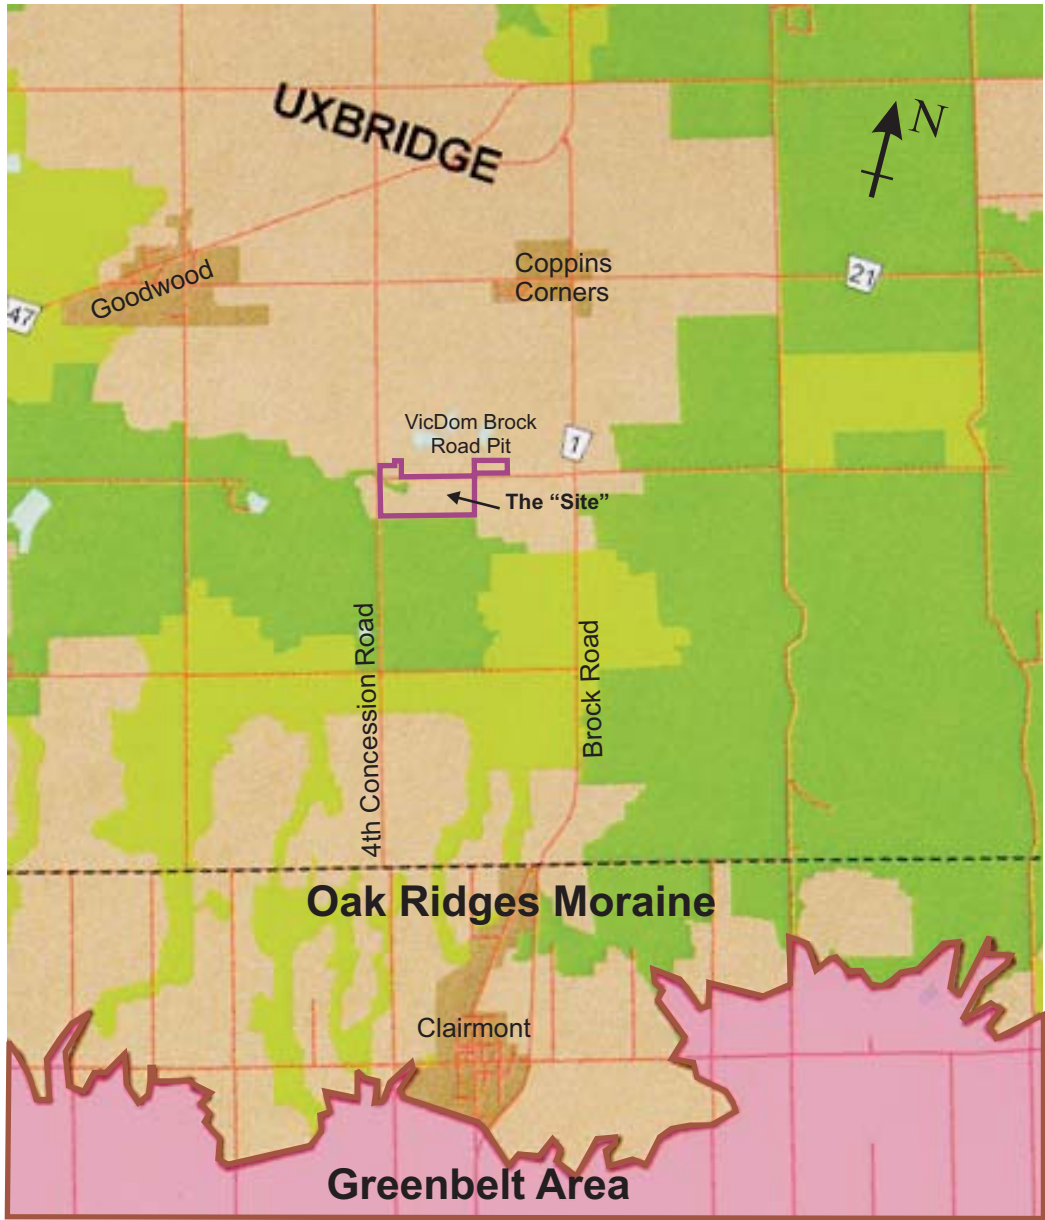 UXBRIDGE
N
Coppins
Corners
21
Goodwood
47
VicDom Brock
Road Pit
1
The “Site”
4th Concession Road
Brock Road
Oak Ridges Moraine
Clairmont
Greenbelt Area